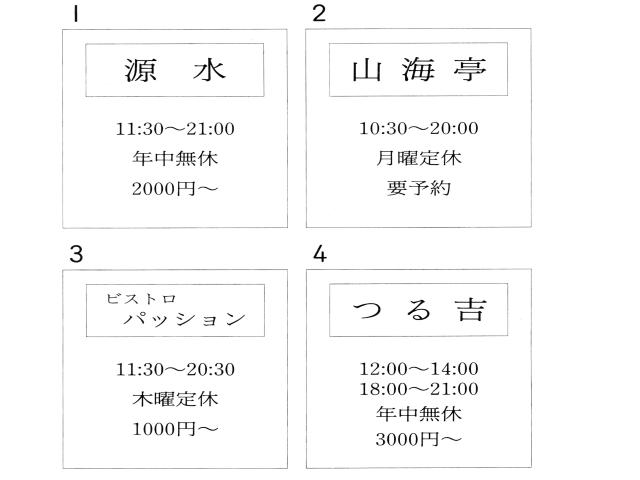 1
源 水
11:30～21:00
年中無休
2000円～
2
山 海 亭
10:30～20:00
月曜定休
要予約
3
ビストロ
パッション
11:30～20:30
木曜定休
1000円～
4
つ る 吉
12:00～14:00
18:00～21:00
年中無休
3000円～